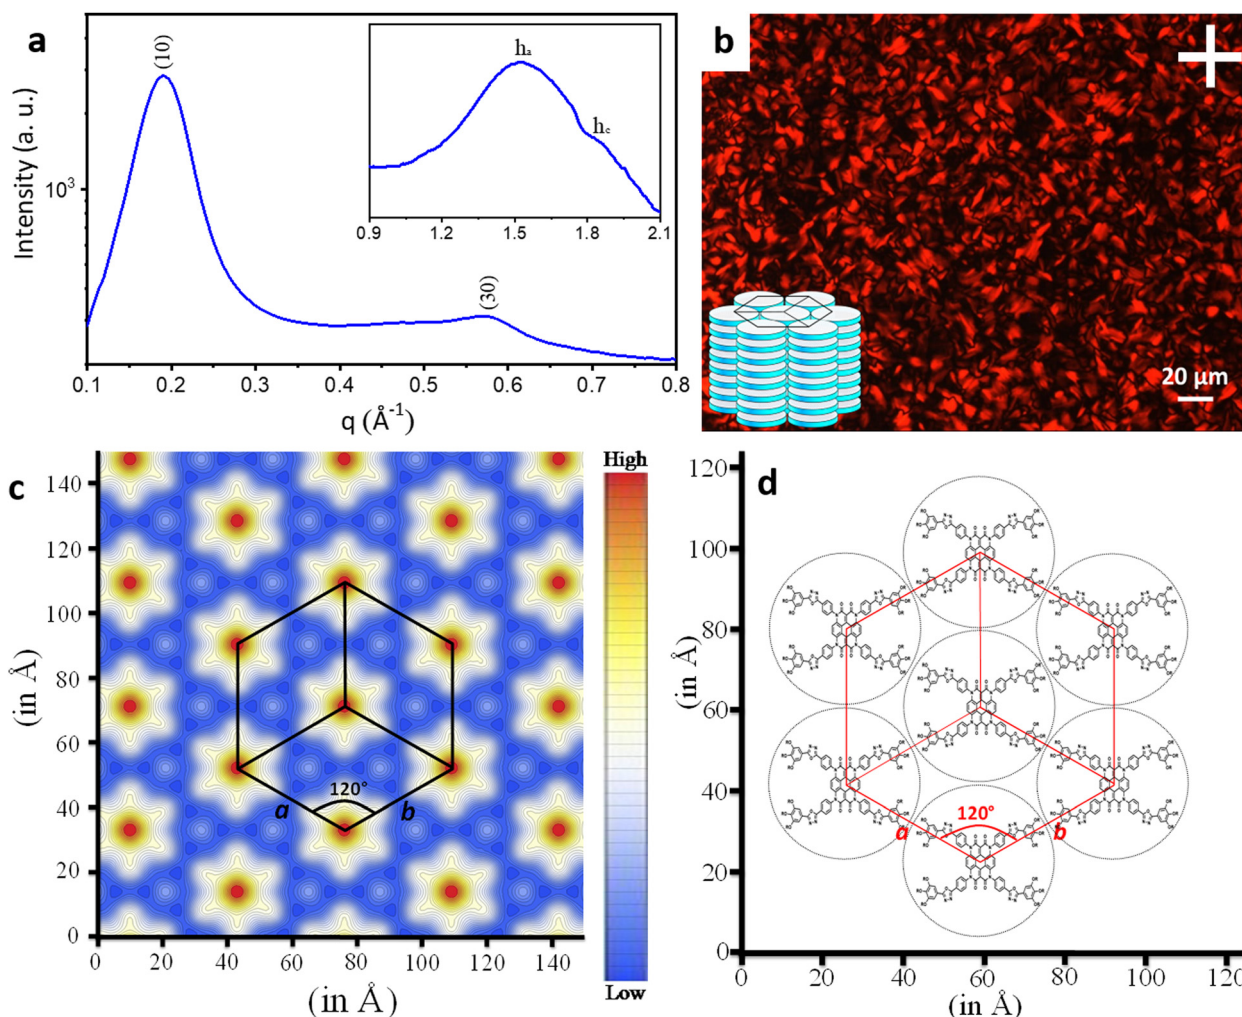 a
Intensity (a. u.)
10³
(10)
(30)
hₐ
h꜀
0.9 1.2 1.5 1.8 2.1
0.1 0.2 0.3 0.4 0.5 0.6 0.7 0.8
q (Å⁻¹)
b
20 µm
c
(in Å)
140
120
100
80
60
40
20
0
a
120°
b
0 20 40 60 80 100 120 140
(in Å)
High
Low
d
(in Å)
120
100
80
60
40
20
0
a
120°
b
0 20 40 60 80 100 120
(in Å)